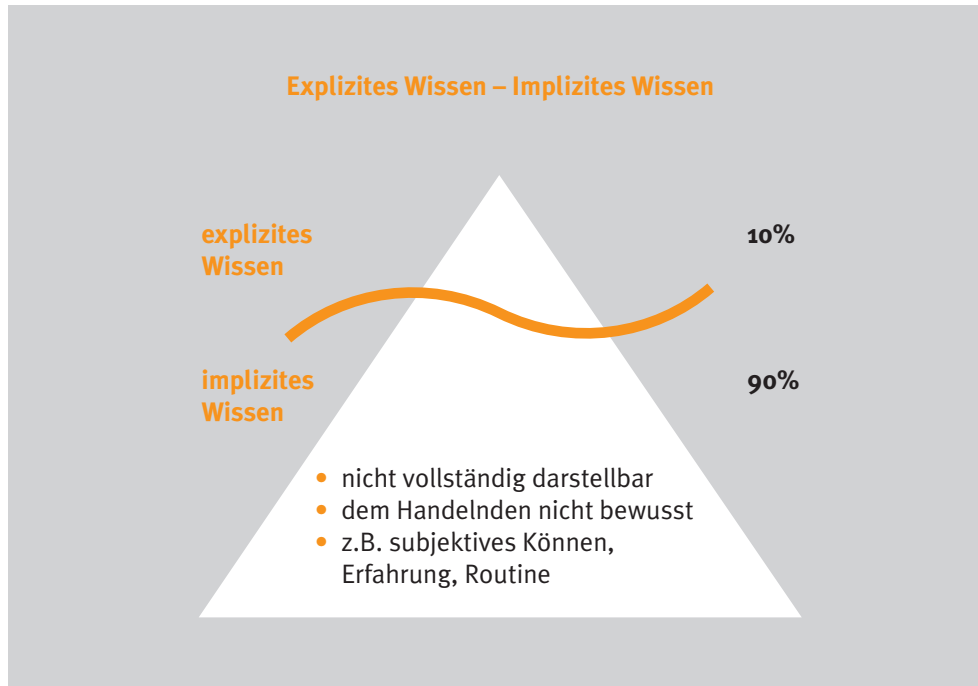 Explizites Wissen – Implizites Wissen
explizites
Wissen
10%
implizites
Wissen
90%
• nicht vollständig darstellbar
• dem Handelnden nicht bewusst
• z.B. subjektives Können,
Erfahrung, Routine